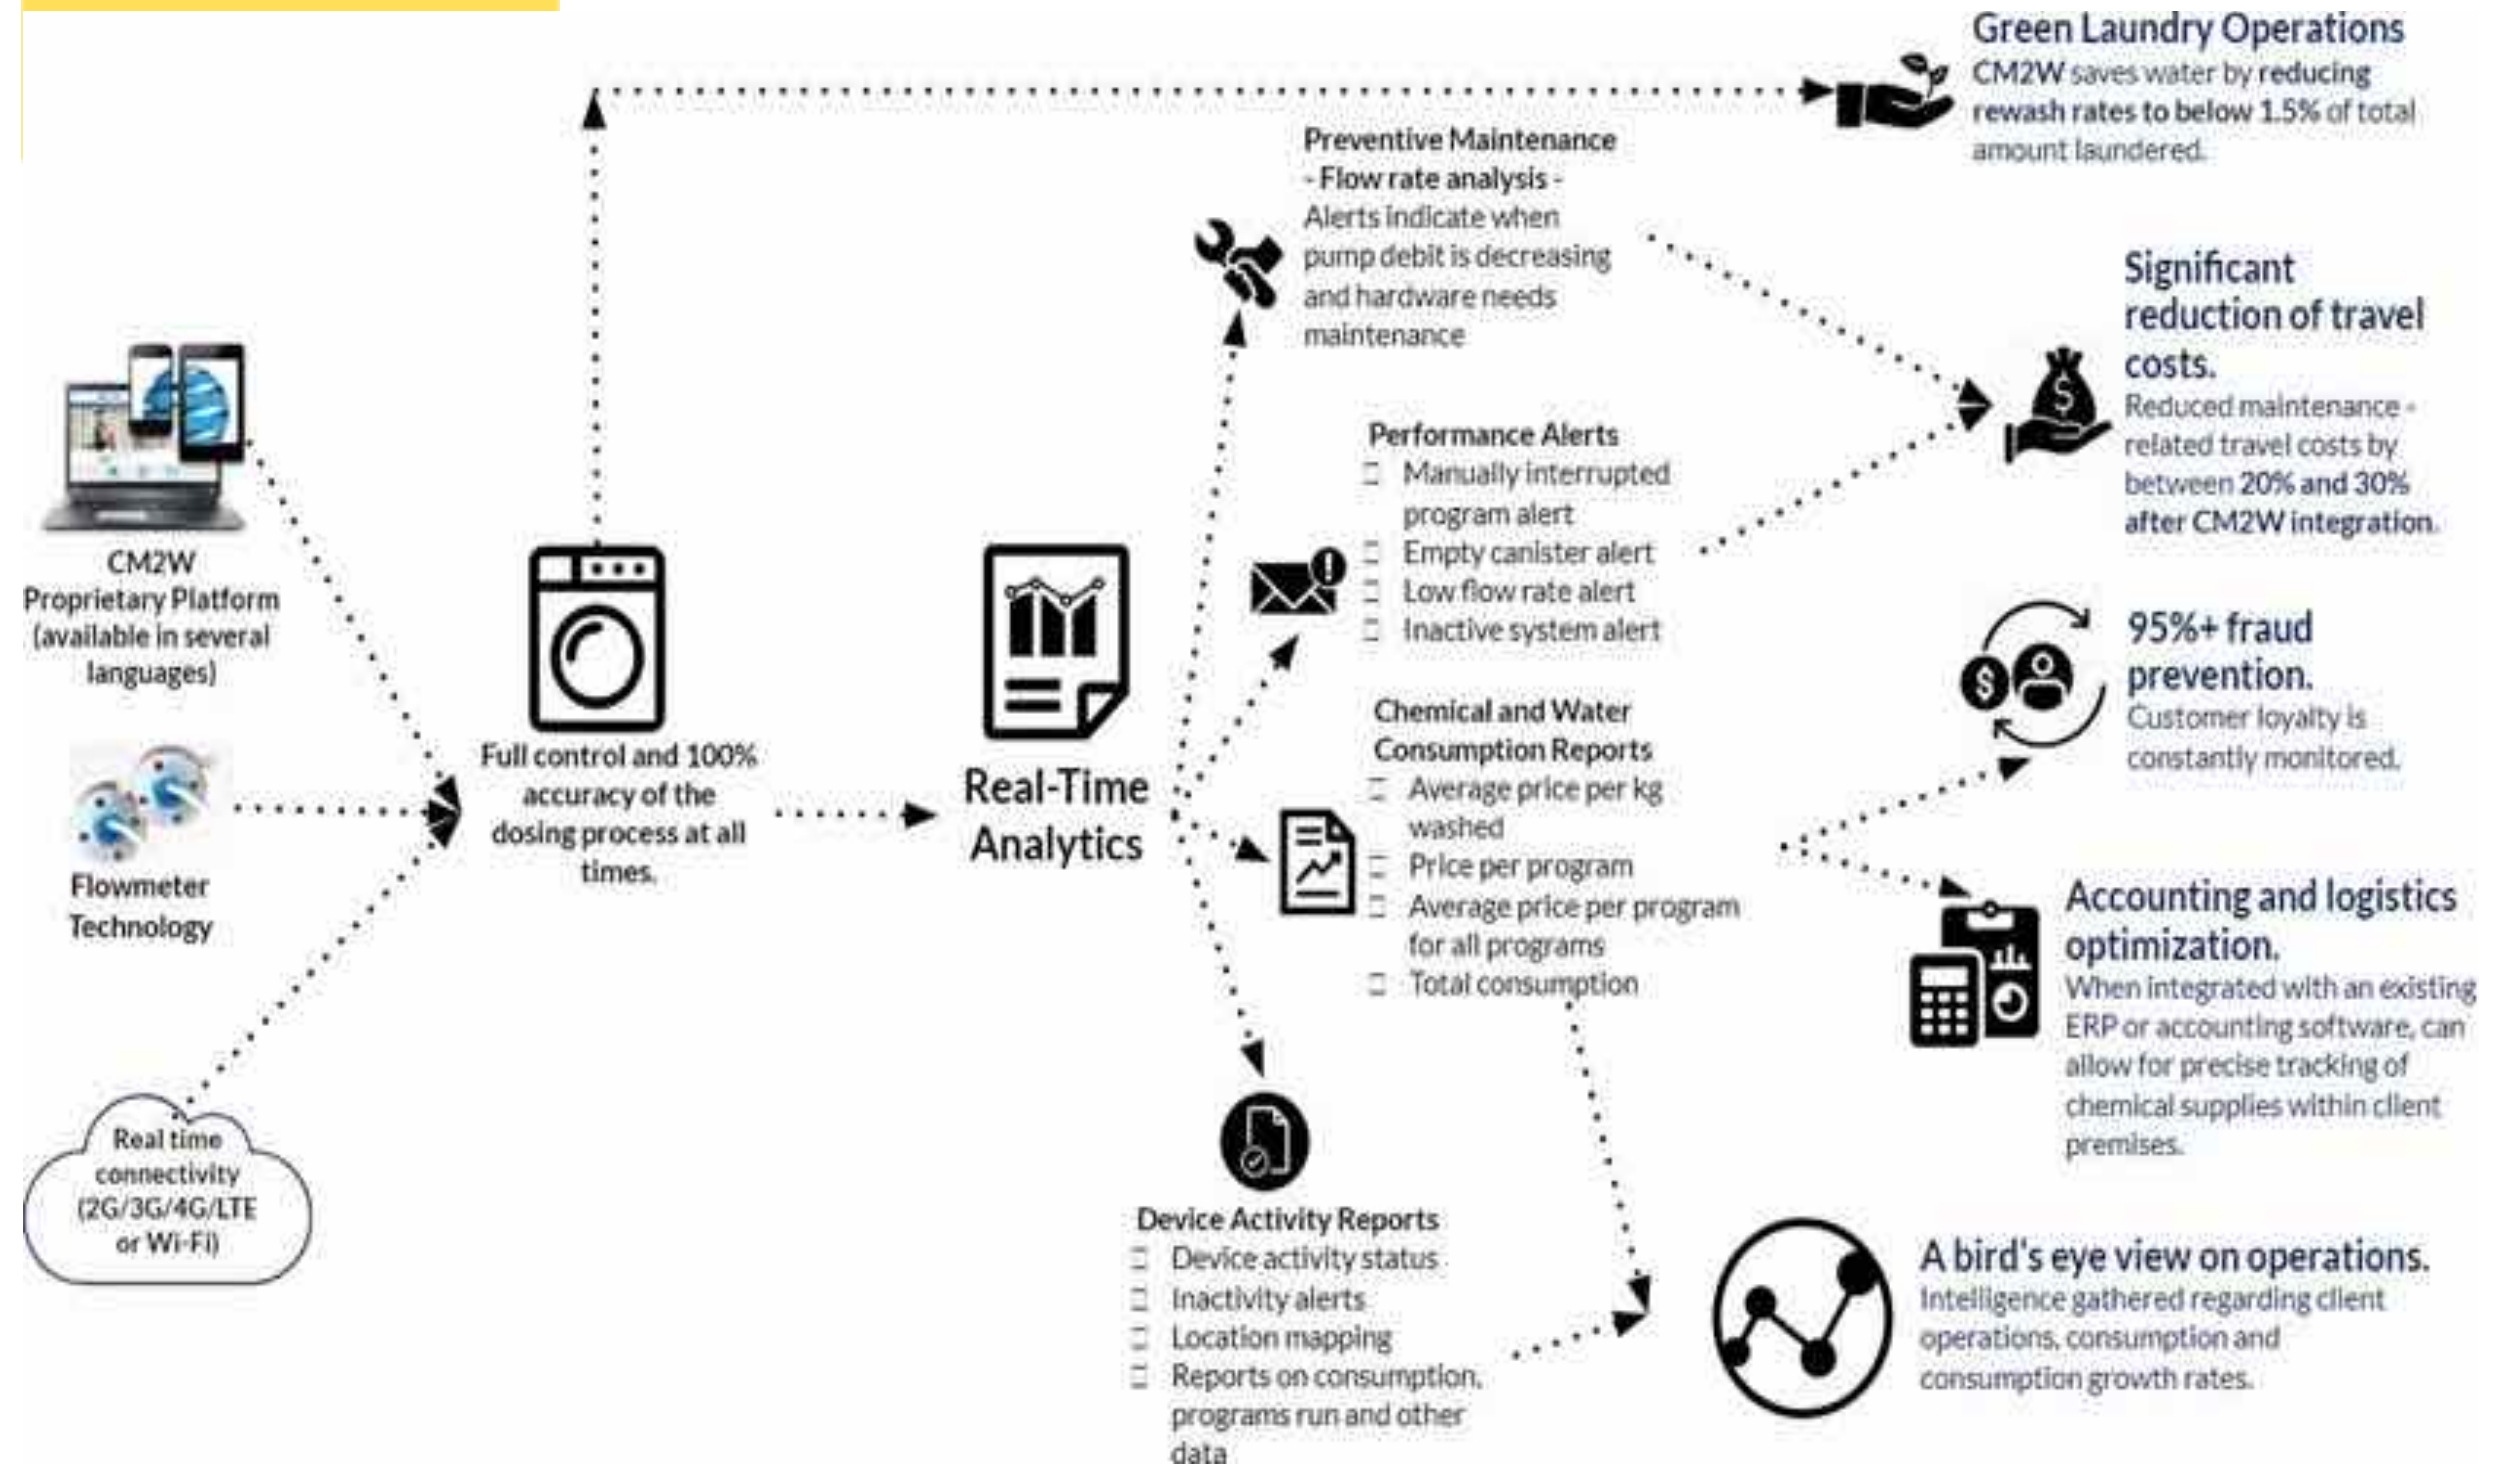 Green Laundry Operations
CM2W saves water by reducing
rewash rates to below 1.5% of total
amount laundered.
Preventive Maintenance
- Flow rate analysis -
Alerts indicate when
pump debit is decreasing
and hardware needs
maintenance
Significant
reduction of travel
costs.
Reduced maintenance -
related travel costs by
between 20% and 30%
after CM2W integration.
CM2W
Proprietary Platform
(available in several
languages)
Flowmeter
Technology
Real time
connectivity
(2G/3G/4G/LTE
or Wi-Fi)
Full control and 100%
accuracy of the
dosing process at all
times.
Real-Time
Analytics
Performance Alerts
Manually interrupted
program alert
Empty canister alert
Low flow rate alert
Inactive system alert
95%+ fraud
prevention.
Customer loyalty is
constantly monitored.
Chemical and Water
Consumption Reports
Average price per kg
washed
Price per program
Average price per program
for all programs
Total consumption
Accounting and logistics
optimization.
When integrated with an existing
ERP or accounting software, can
allow for precise tracking of
chemical supplies within client
premises.
Device Activity Reports
Device activity status
Inactivity alerts
Location mapping
Reports on consumption,
programs run and other
data
A bird's eye view on operations.
Intelligence gathered regarding client
operations, consumption and
consumption growth rates.